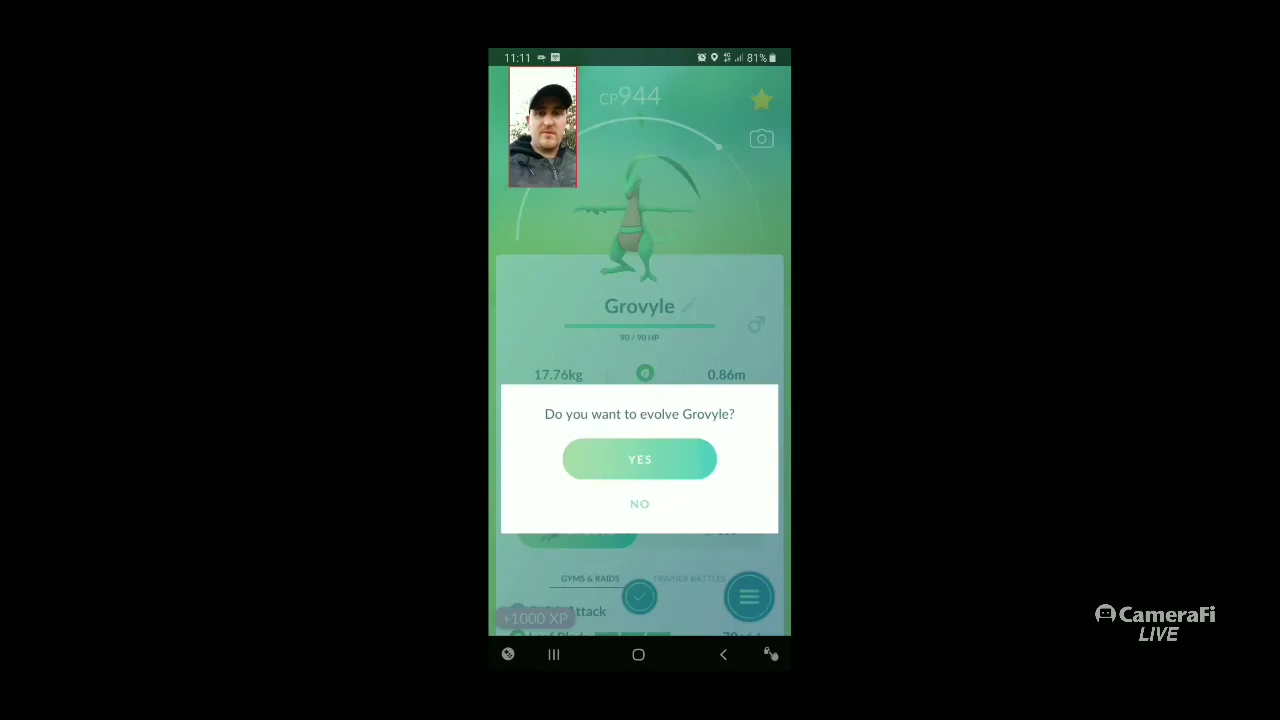 11:11
81%
CP944
Grovyle
90 / 90 HP
17.76kg
0.86m
Do you want to evolve Grovyle?
YES
NO
GYMS & RAIDS
TRAINER BATTLES
Attack
+1000 XP
CameraFi
LIVE